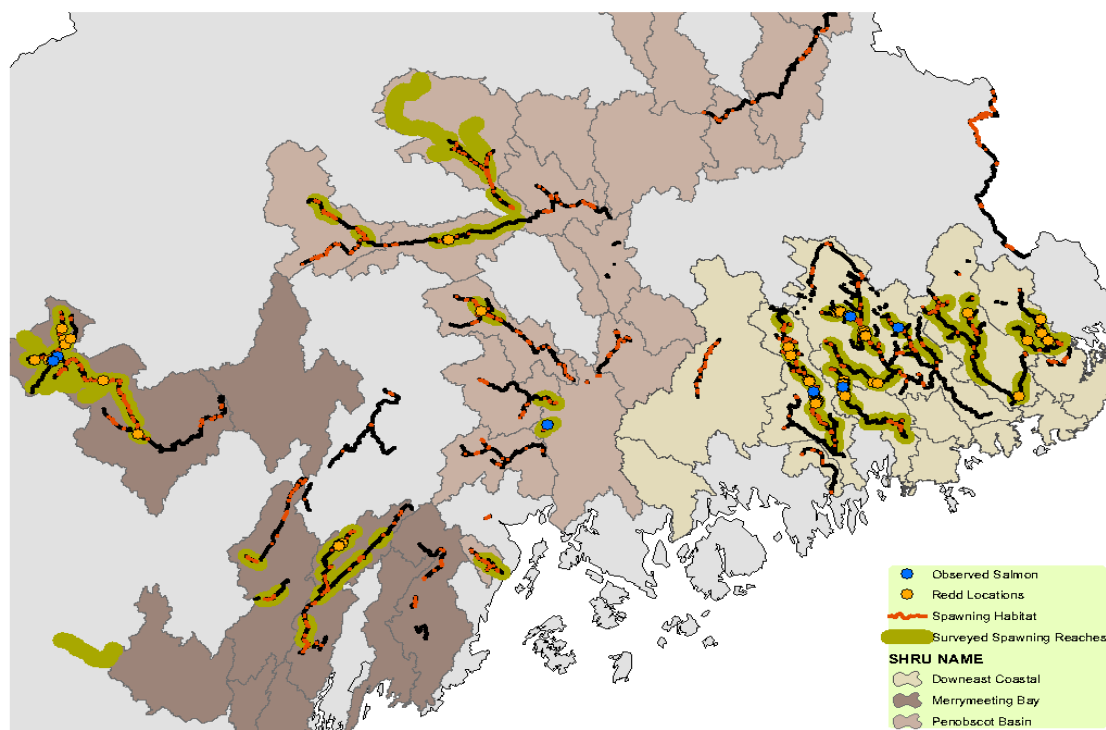 Observed Salmon
Redd Locations
Spawning Habitat
Surveyed Spawning Reaches
SHRU NAME
Downeast Coastal
Merrymeeting Bay
Penobscot Basin